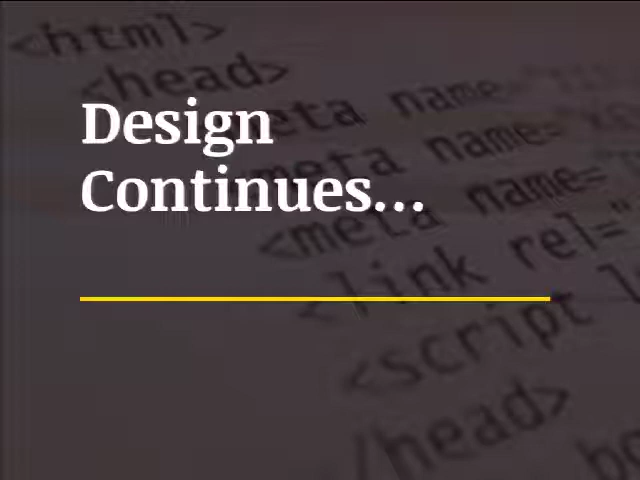 Design
Continues...
<html>
<head>
<meta name="
<meta name=
<meta name=
<link rel="
<script
</head>